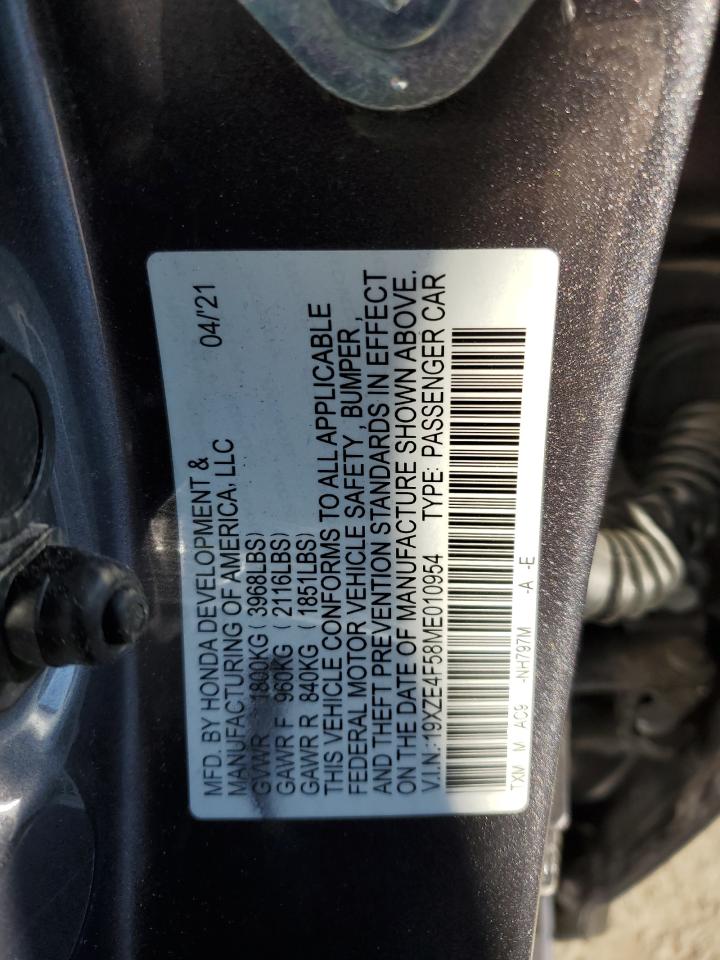 MFD. BY HONDA DEVELOPMENT & 04/'21
MANUFACTURING OF AMERICA, LLC
GVWR 1800KG ( 3968LBS)
GAWR F 960KG ( 2116LBS)
GAWR R 840KG ( 1851LBS)
THIS VEHICLE CONFORMS TO ALL APPLICABLE
FEDERAL MOTOR VEHICLE SAFETY , BUMPER ,
AND THEFT PREVENTION STANDARDS IN EFFECT
ON THE DATE OF MANUFACTURE SHOWN ABOVE.
V.I.N.: 19XZE4F58ME010954 TYPE: PASSENGER CAR
TXM M AC9 -NH797M -A -E